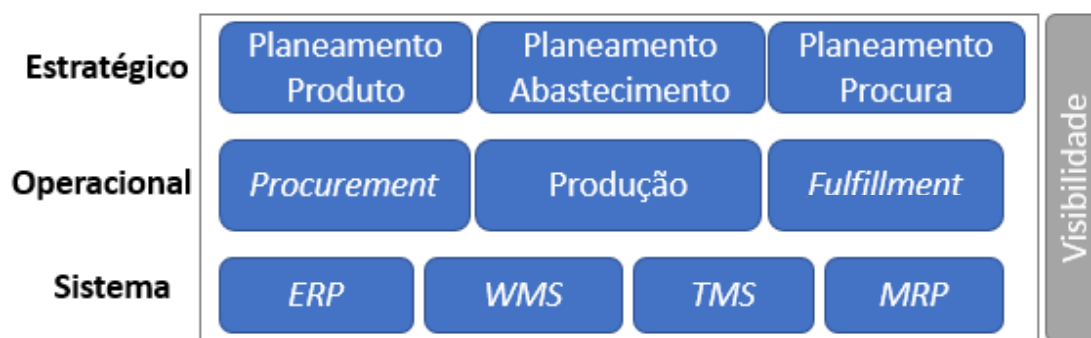 Estratégico
Planeamento
Produto
Planeamento
Abastecimento
Planeamento
Procura
Operacional
Procurement
Produção
Fulfillment
Sistema
ERP
WMS
TMS
MRP
Visibilidade